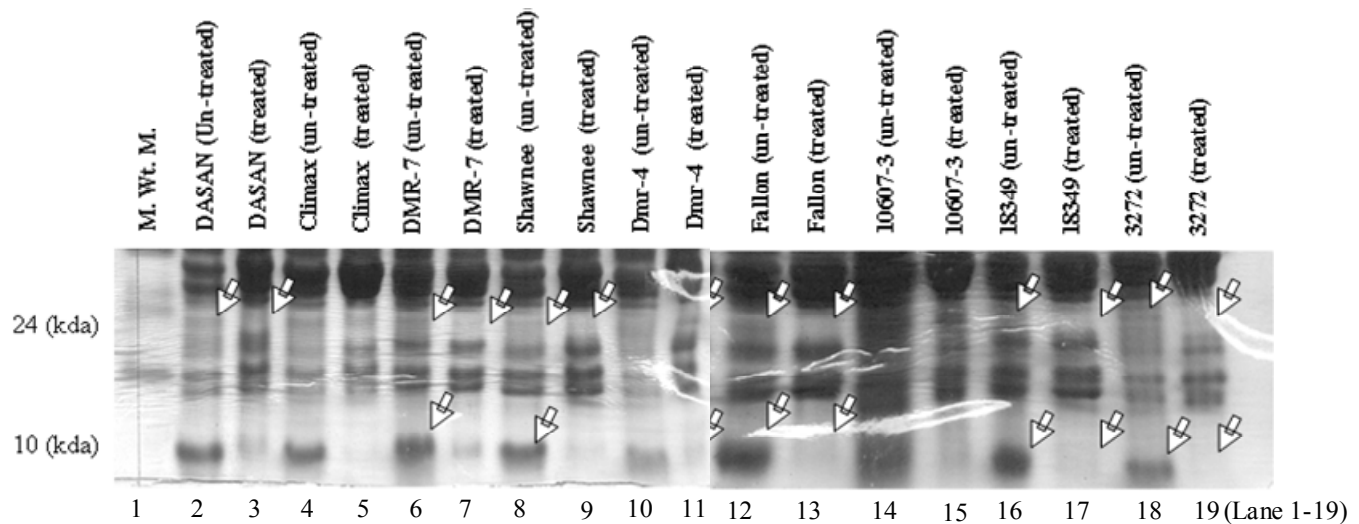 M. Wt. M.
DASAN (Un-treated)
DASAN (treated)
Climax (un-treated)
Climax (treated)
DMR-7 (un-treated)
DMR-7 (treated)
Shawnee (un-treated)
Shawnee (treated)
Dmr-4 (un-treated)
Dmr-4 (treated)
Fallon (un-treated)
Fallon (treated)
10607-3 (un-treated)
10607-3 (treated)
18349 (un-treated)
18349 (treated)
3272 (un-treated)
3272 (treated)
24 (kda)
10 (kda)
1 2 3 4 5 6 7 8 9 10 11 12 13 14 15 16 17 18 19 (Lane 1-19)